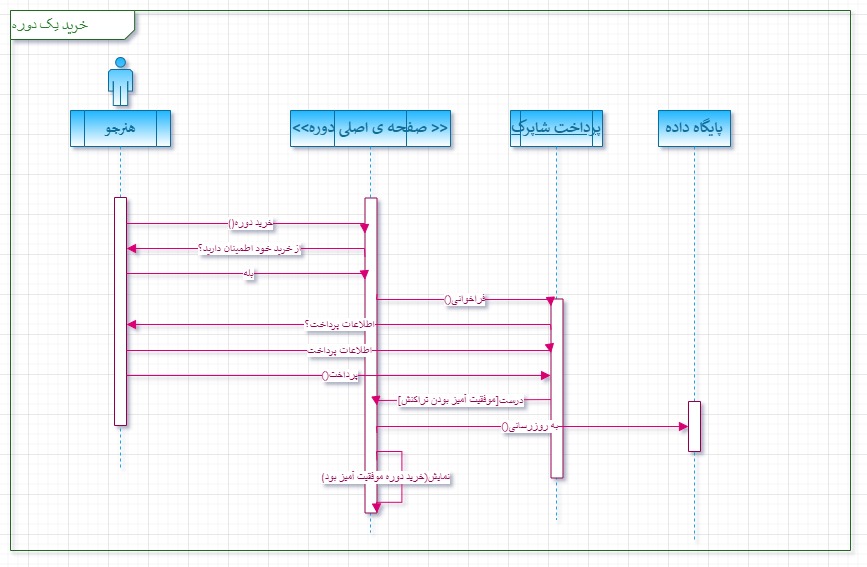 خرید یک دوره
هنرجو
<< صفحه ی اصلی دوره>>
پرداخت شاپرک
پایگاه داده
خرید دوره()
از خرید خود اطمینان دارید؟
بله
فراخوانی()
اطلاعات پرداخت؟
اطلاعات پرداخت
پرداخت()
درست[موفقیت آمیز بودن تراکنش]
به روزرسانی()
نمایش(خرید دوره موفقیت آمیز بود)